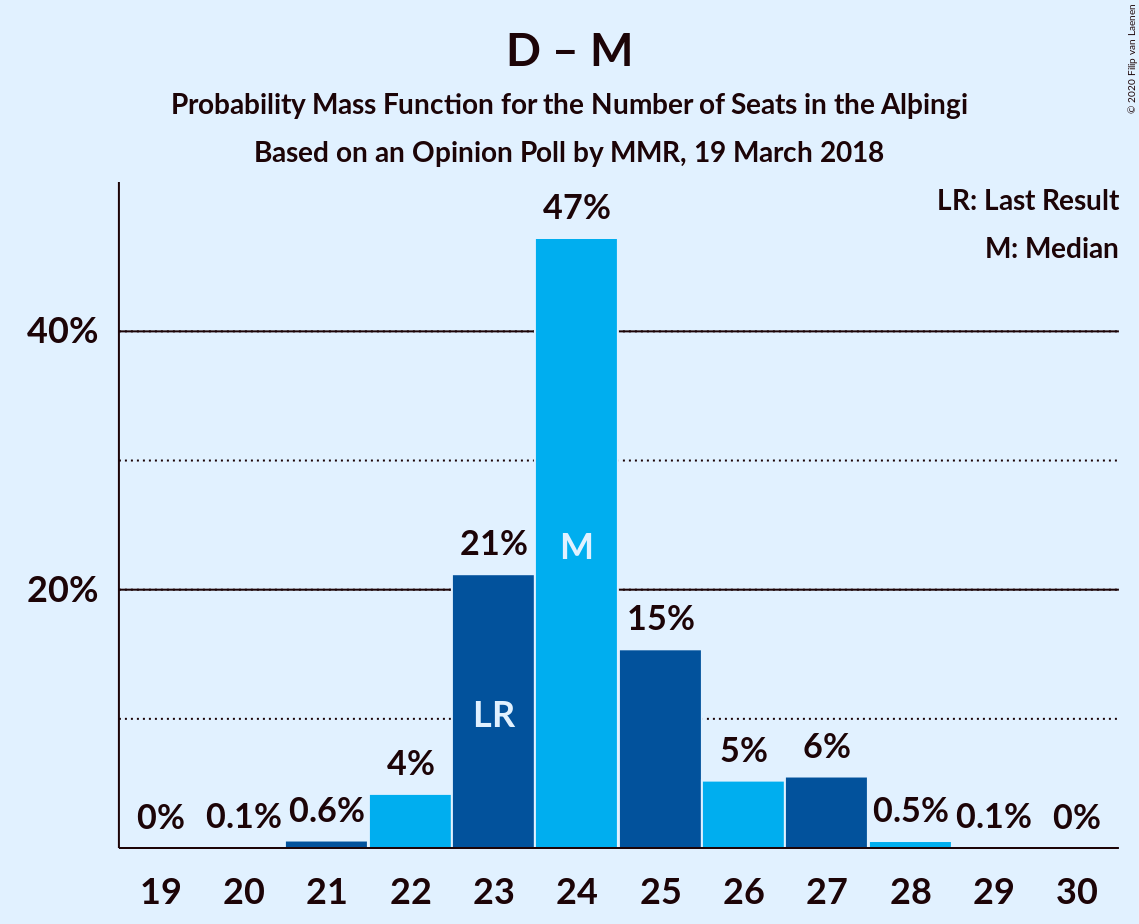 D – M
Probability Mass Function for the Number of Seats in the Alþingi
Based on an Opinion Poll by MMR, 19 March 2018
© 2020 Filip van Laenen
LR: Last Result
M: Median
47%
40%
21%
M
20%
15%
LR
4%
5%
6%
0%
0.1%
0.6%
0.5%
0.1%
0%
19 20 21 22 23 24 25 26 27 28 29 30